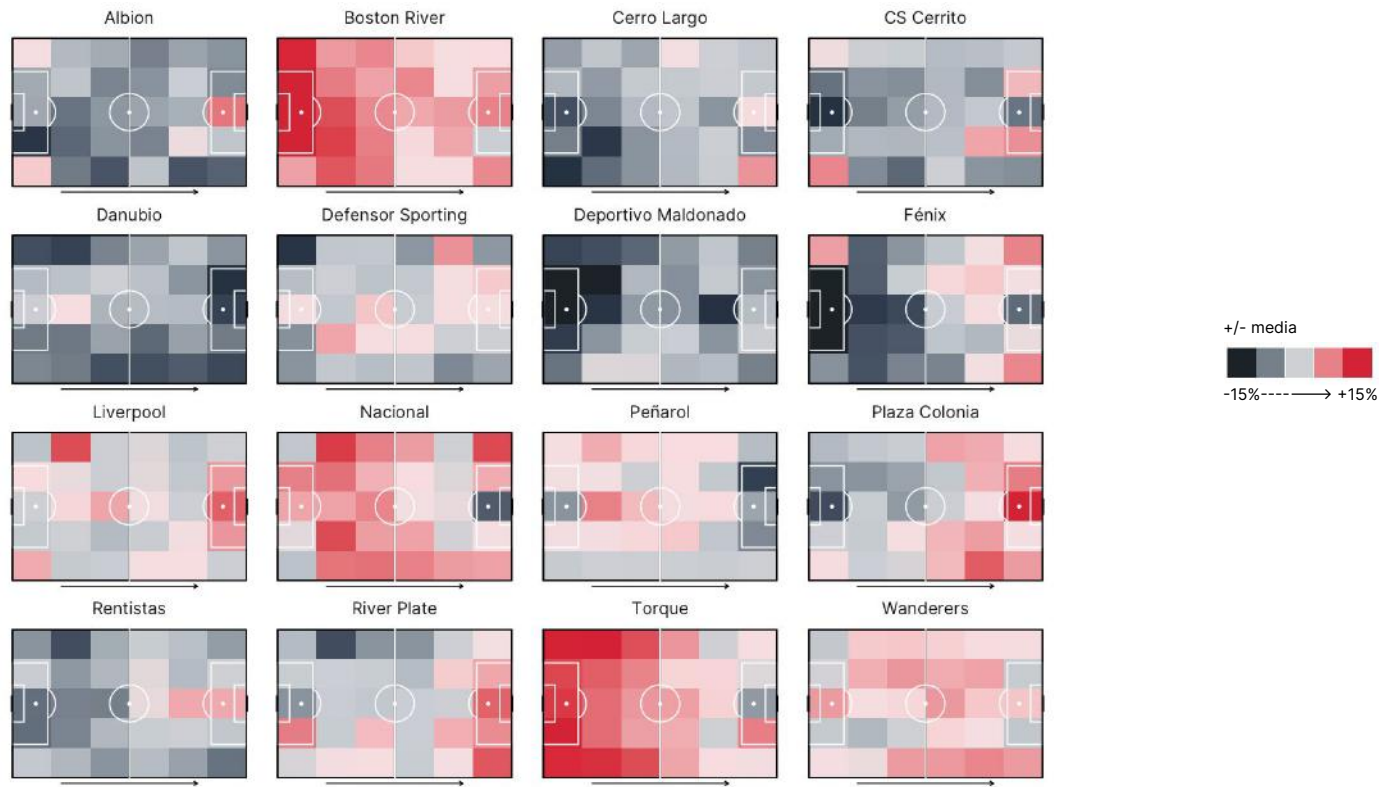 Albion
Boston River
Cerro Largo
CS Cerrito
Danubio
Defensor Sporting
Deportivo Maldonado
Fénix
+/- media
-15%------> +15%
Liverpool
Nacional
Peñarol
Plaza Colonia
Rentistas
River Plate
Torque
Wanderers